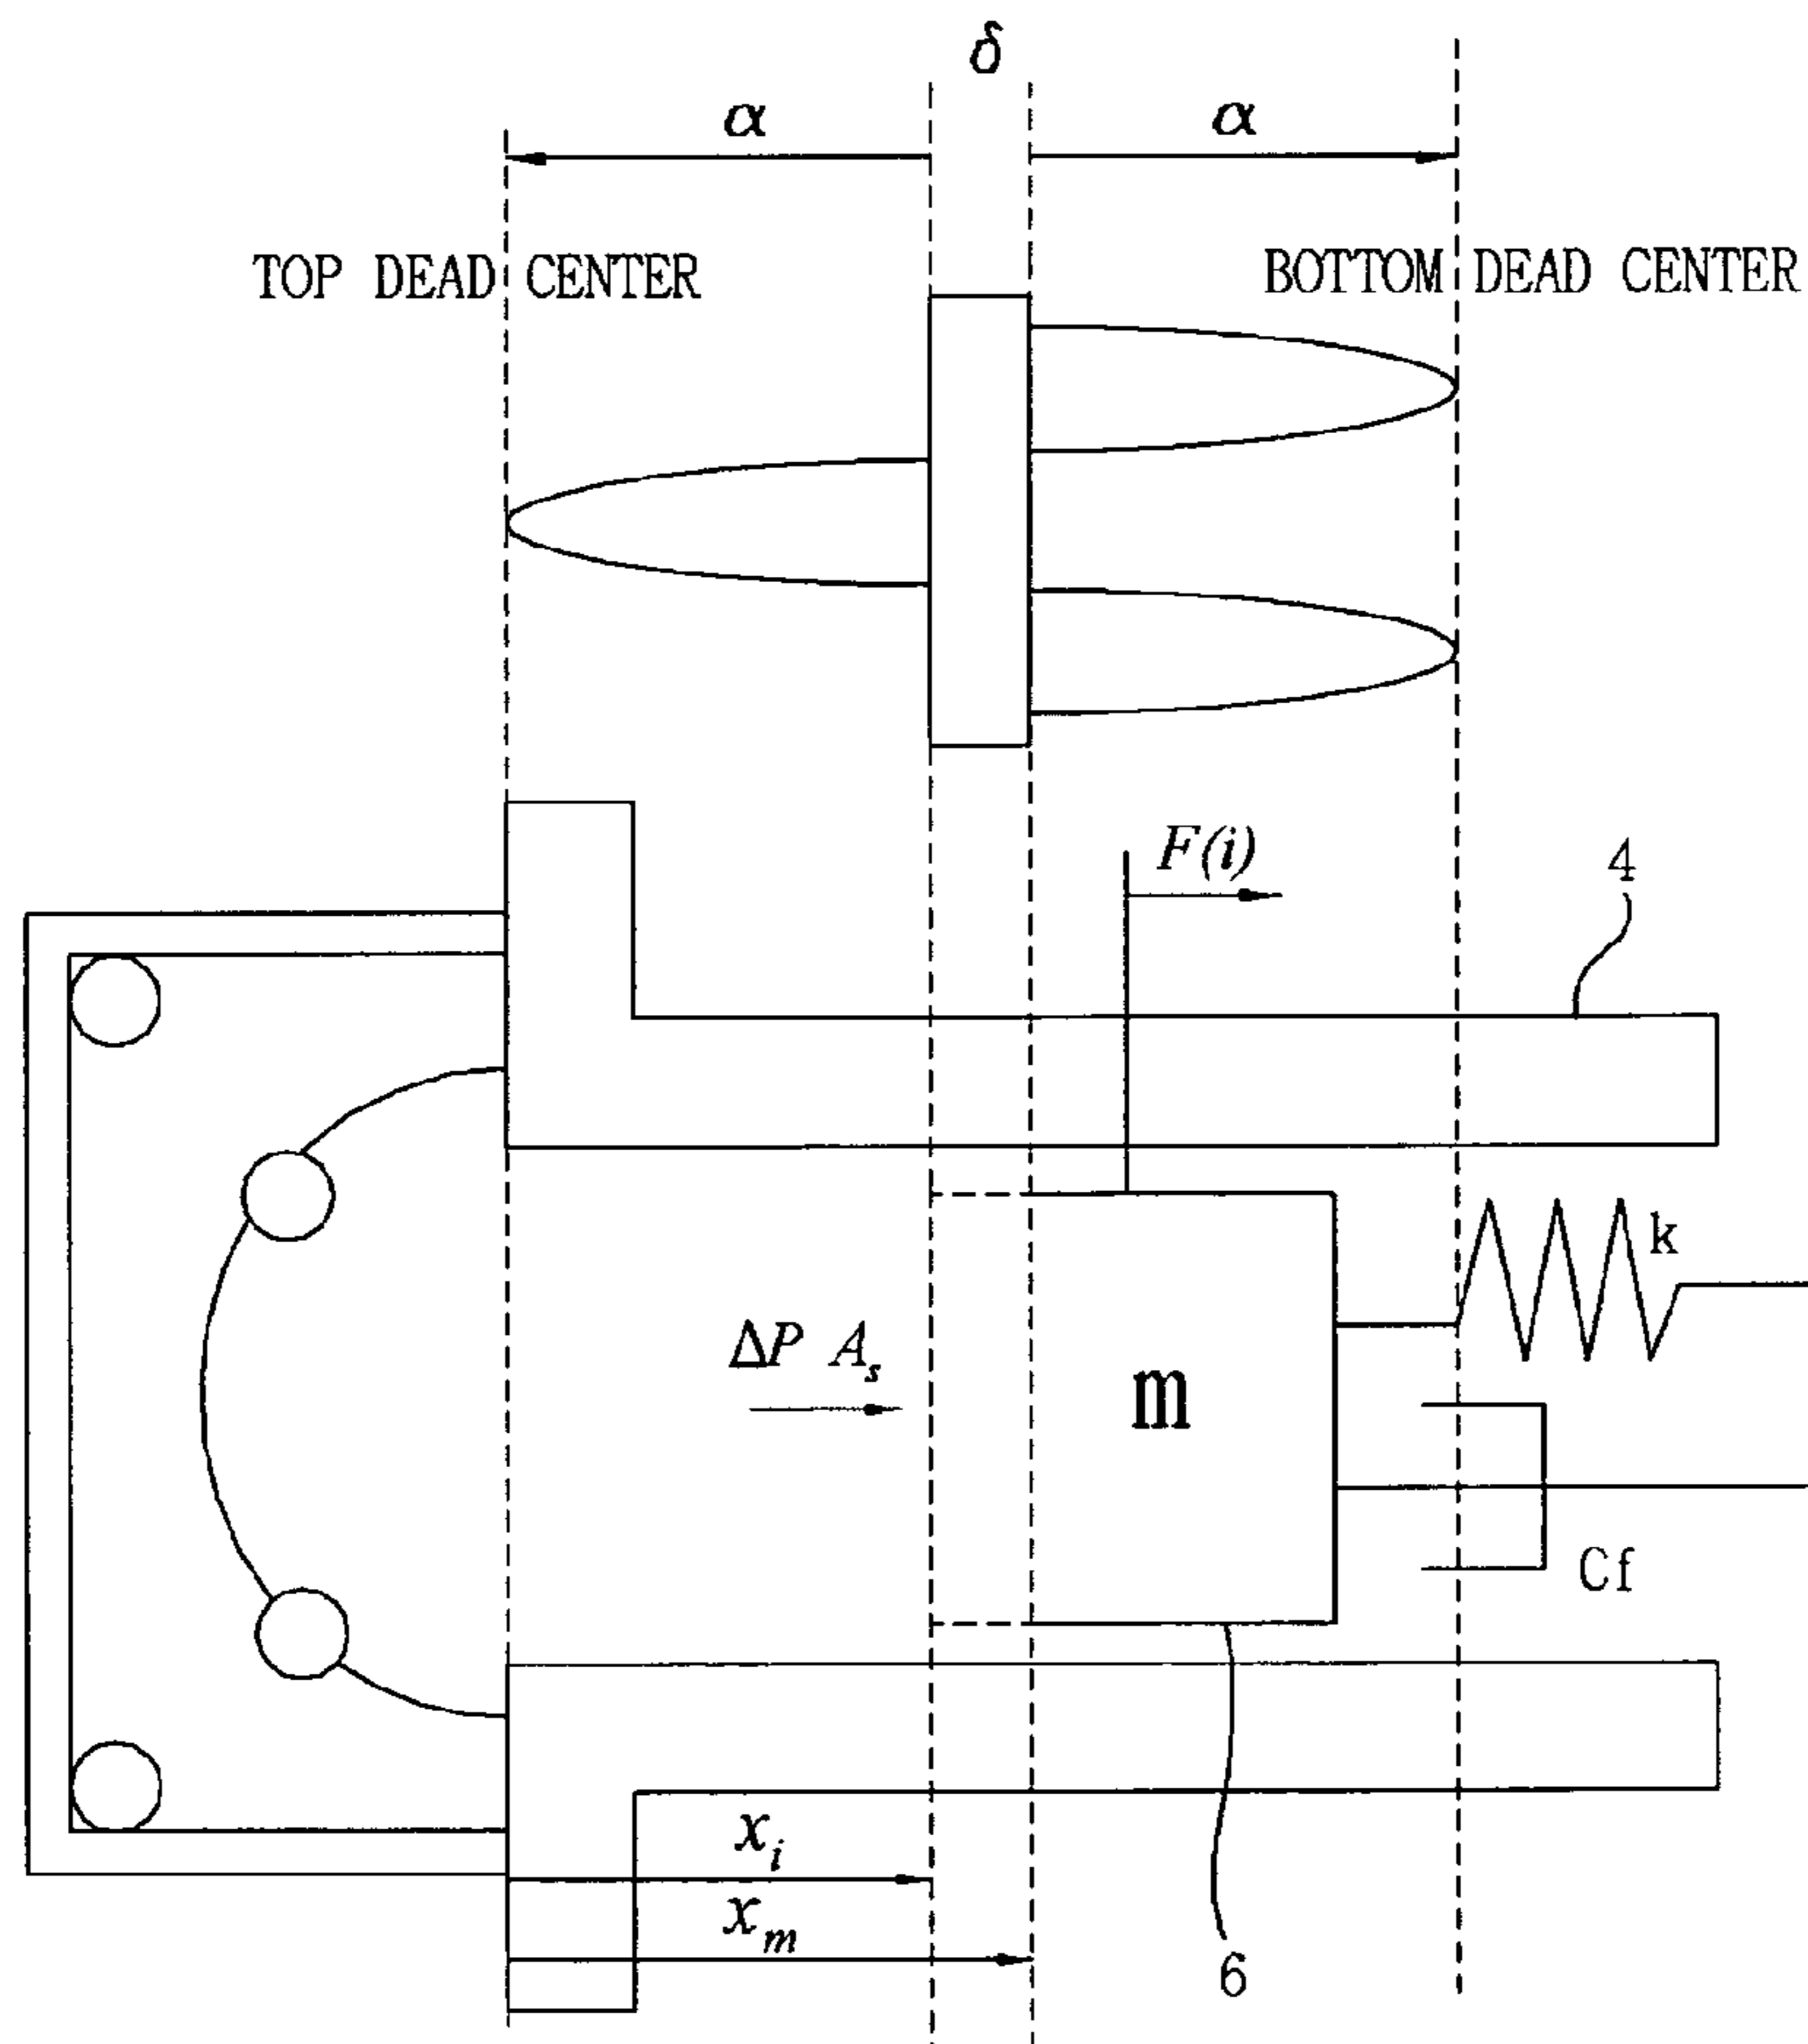 δ
α α
TOP DEAD CENTER BOTTOM DEAD CENTER
F(i)
4
k
ΔP A_s
m
Cf
x_i
x_m
6